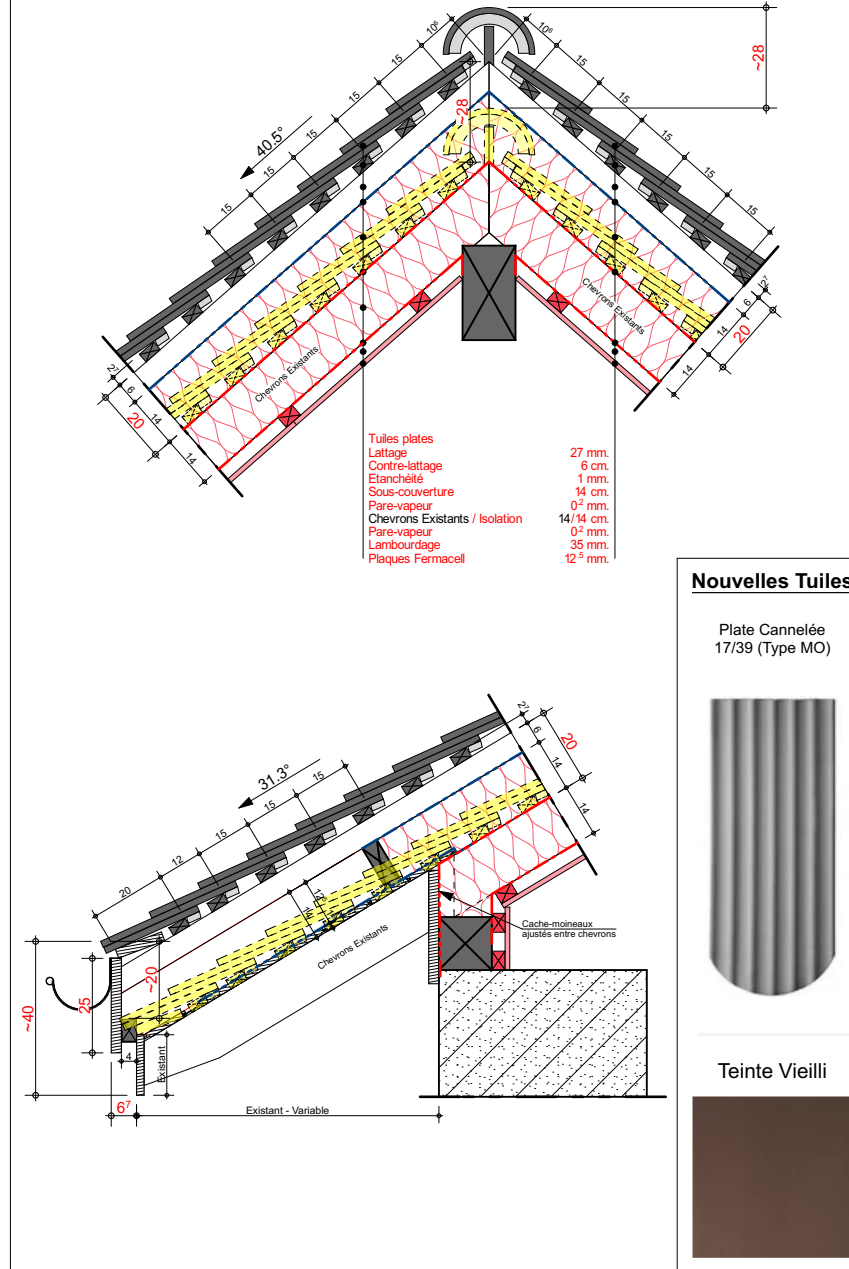 10⁶
10⁶
15
15
15
15
15
15
15
15
15
15
~28
~28
40.5°
Chevrons Existants
Chevrons Existants
2⁷
6
14
14
20
2⁷
6
14
14
20
Tuiles plates
Lattage 27 mm.
Contre-lattage 6 cm.
Etanchéité 1 mm.
Sous-couverture 14 cm.
Pare-vapeur 0² mm.
Chevrons Existants / Isolation 14/14 cm.
Pare-vapeur 0² mm.
Lambourdage 35 mm.
Plaques Fermacell 12⁵ mm.
Nouvelles Tuiles
Plate Cannelée
17/39 (Type MO)
Teinte Vieilli
31.3°
15
15
15
12
20
2⁷
6
14
14
20
14
Chevrons Existants
Cache-moineaux
ajustés entre chevrons
~40
25
~20
4
6⁷
Existant
Existant - Variable